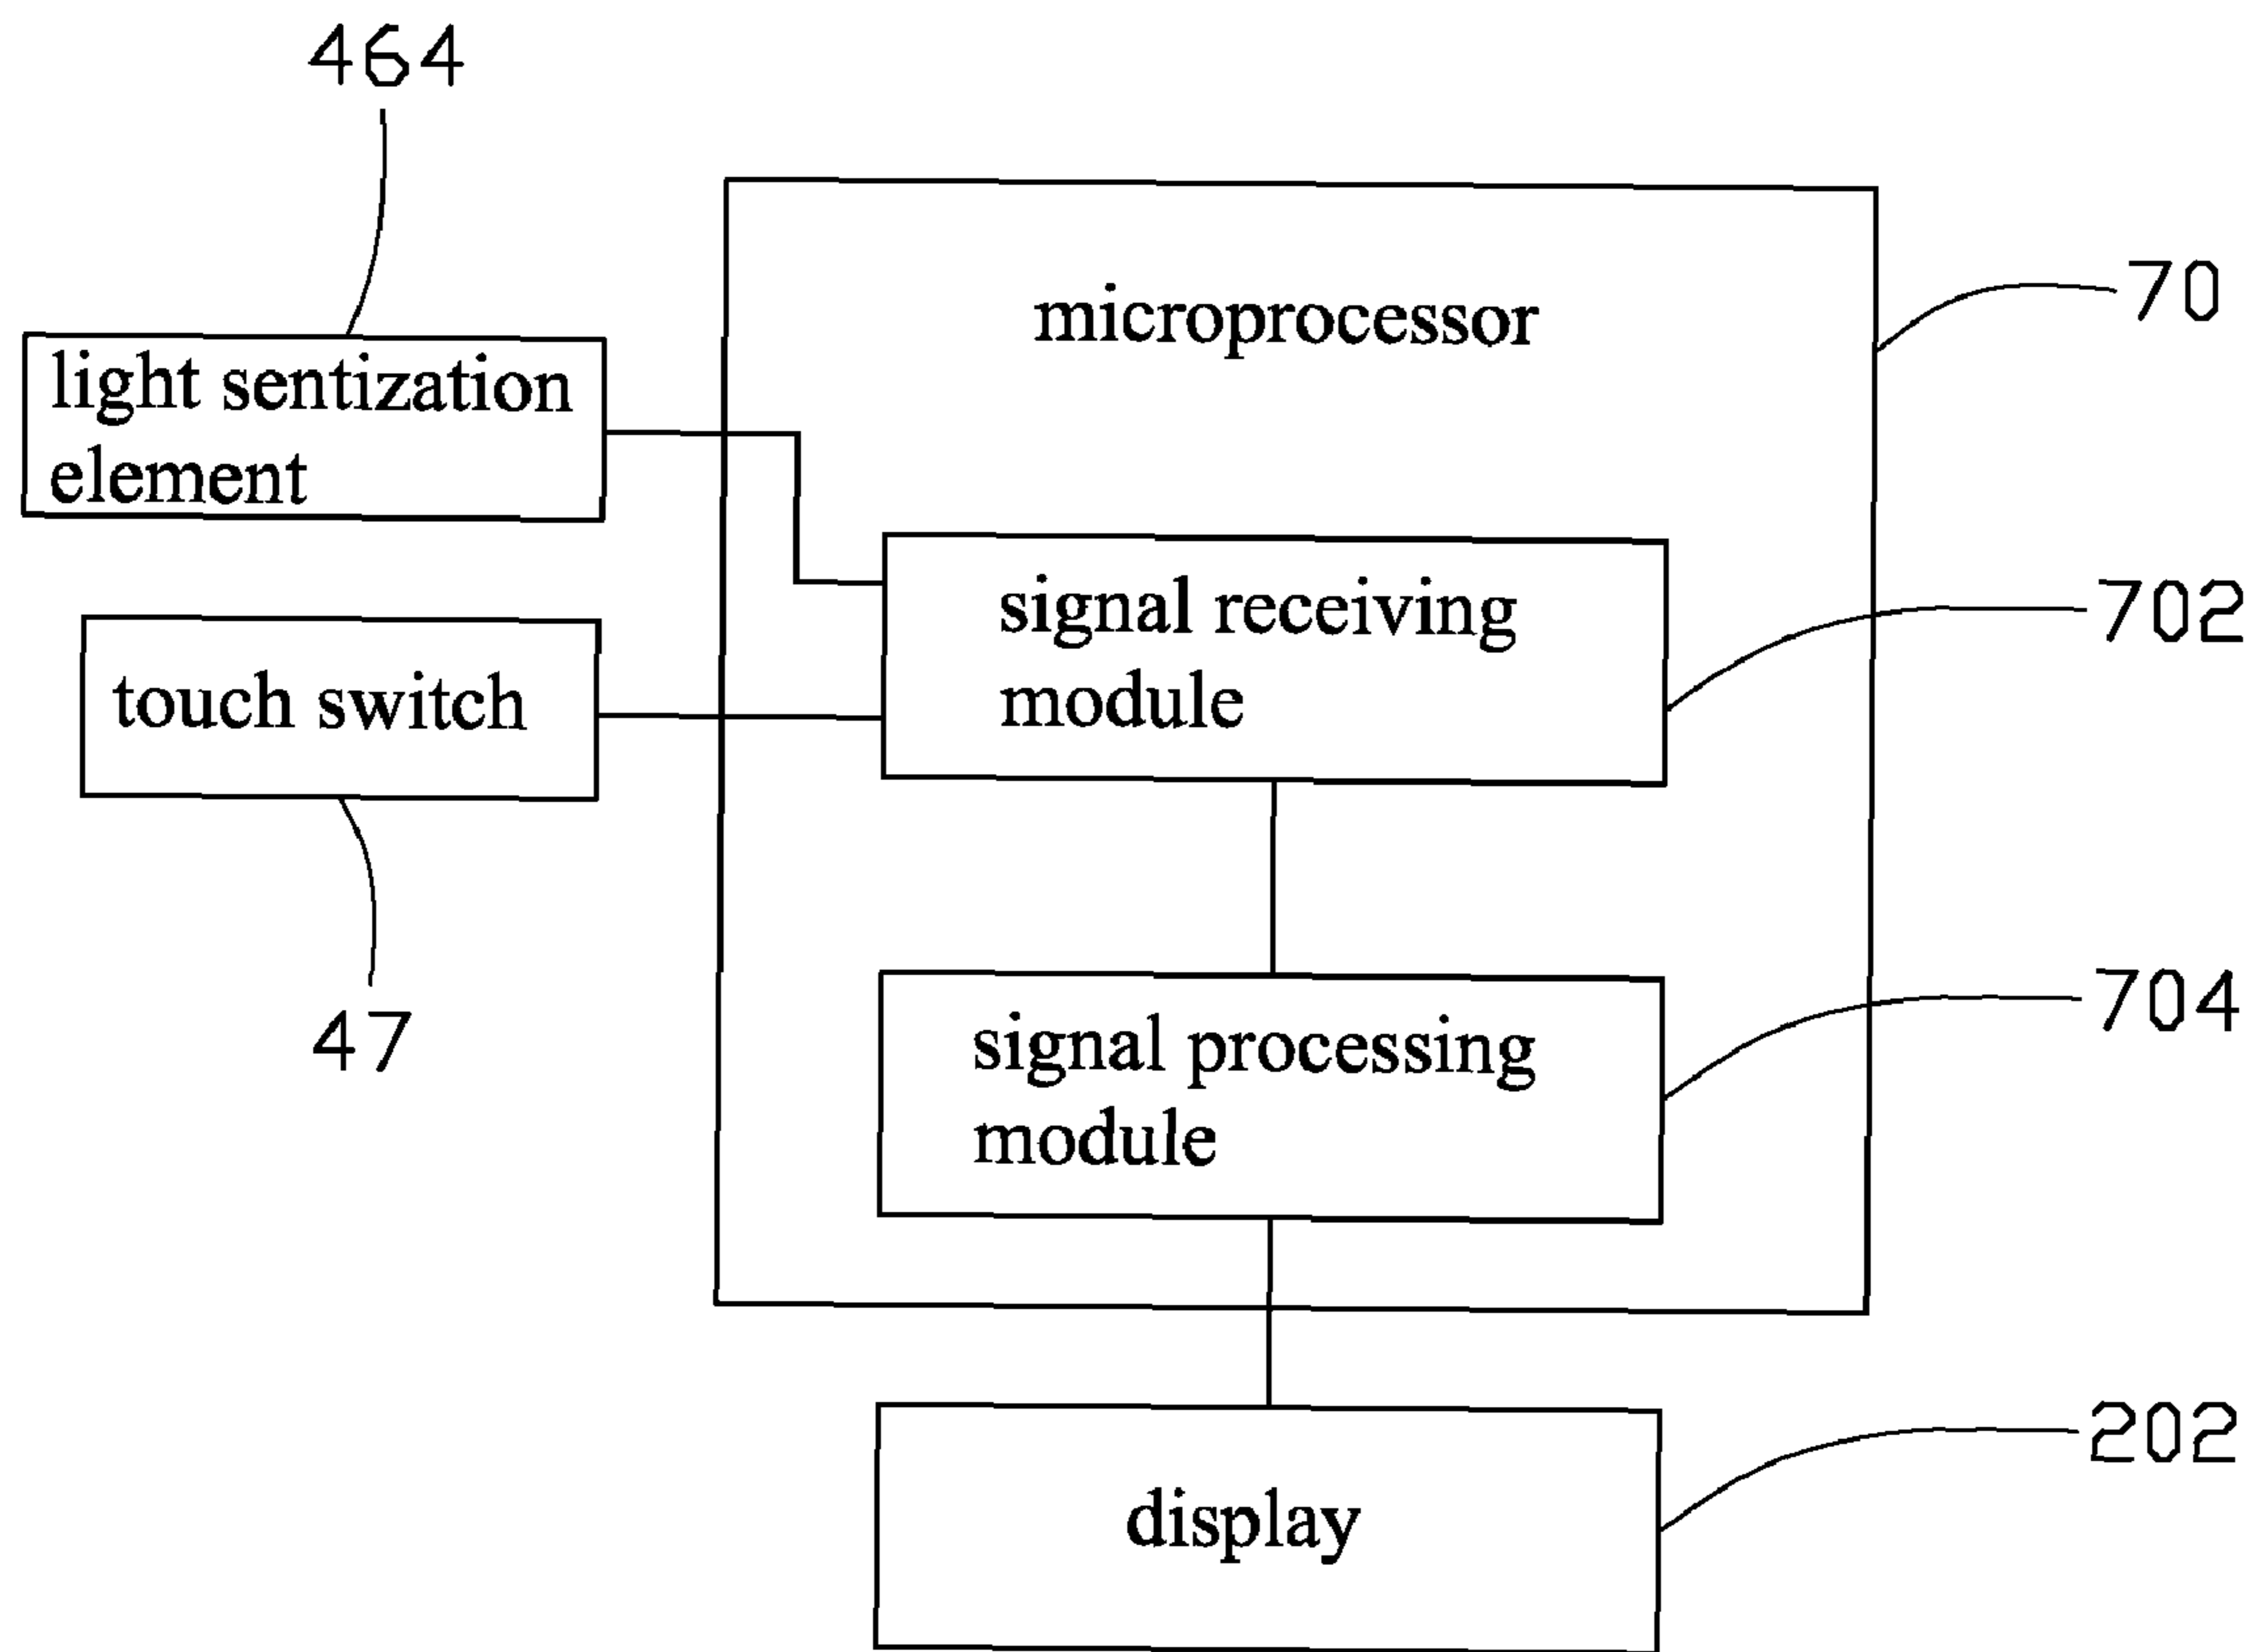 464
microprocessor
70
light sentization
element
signal receiving
module
702
touch switch
47
signal processing
module
704
display
202